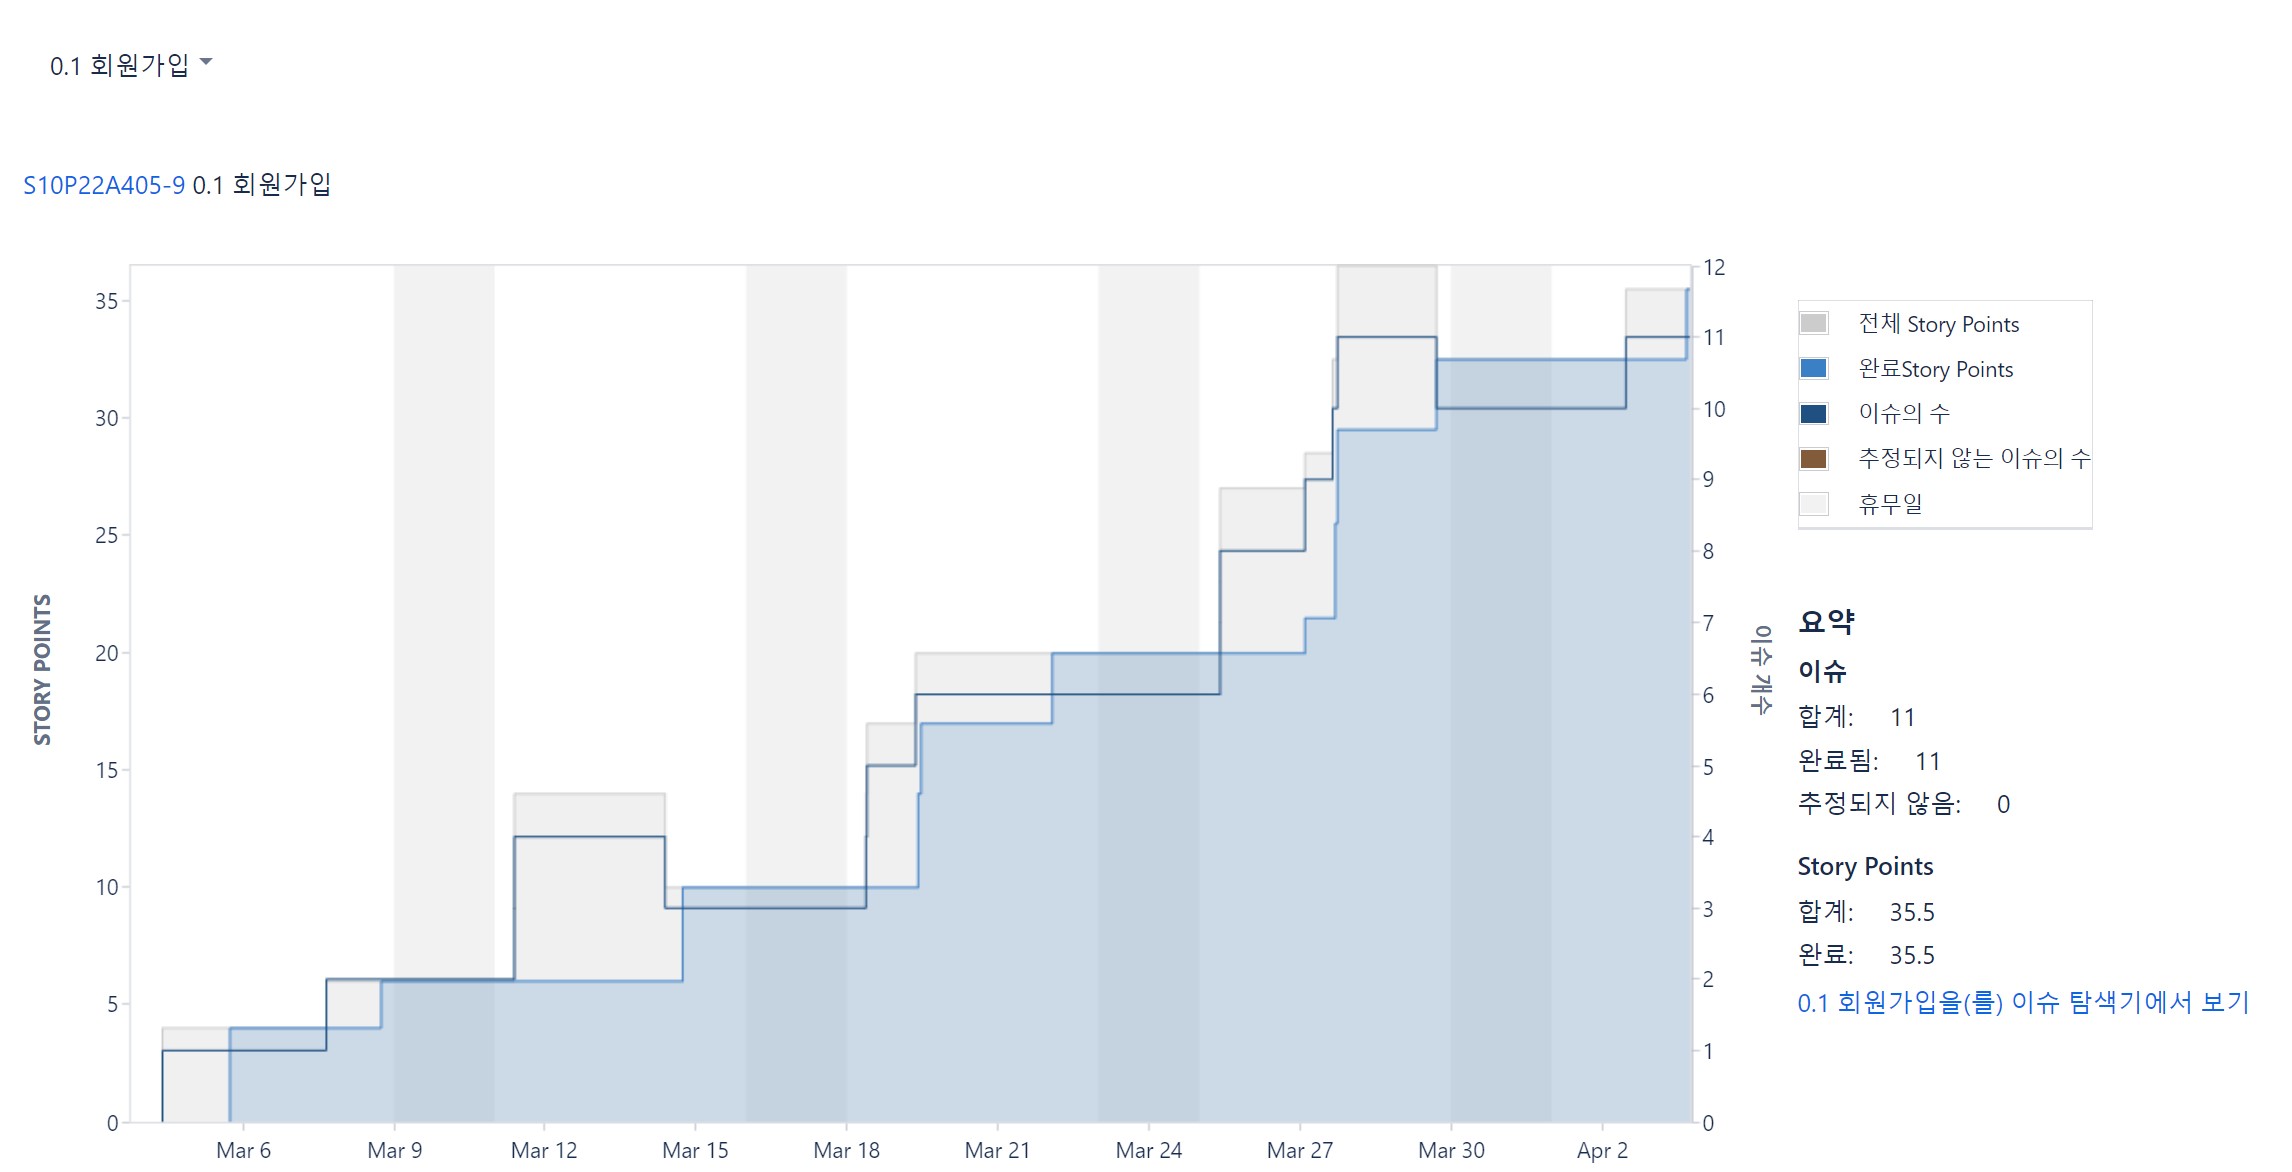 0.1 회원가입
S10P22A405-9 0.1 회원가입
STORY POINTS
35
30
25
20
15
10
5
0
Mar 6
Mar 9
Mar 12
Mar 15
Mar 18
Mar 21
Mar 24
Mar 27
Mar 30
Apr 2
12
11
10
9
8
7
6
5
4
3
2
1
0
이슈 개수
전체 Story Points
완료Story Points
이슈의 수
추정되지 않는 이슈의 수
휴무일
요약
이슈
합계: 11
완료됨: 11
추정되지 않음: 0
Story Points
합계: 35.5
완료: 35.5
0.1 회원가입을(를) 이슈 탐색기에서 보기